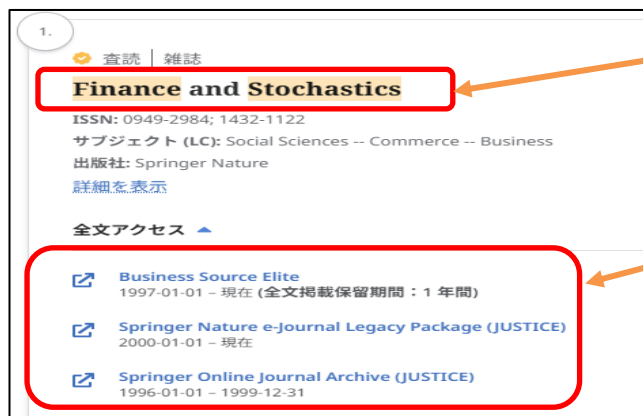 1.
査読 | 雑誌
Finance and Stochastics
ISSN: 0949-2984; 1432-1122
サブジェクト (LC): Social Sciences -- Commerce -- Business
出版社: Springer Nature
詳細を表示
全文アクセス
Business Source Elite
1997-01-01 – 現在 (全文掲載保留期間：1 年間)
Springer Nature e-Journal Legacy Package (JUSTICE)
2000-01-01 – 現在
Springer Online Journal Archive (JUSTICE)
1996-01-01 – 1999-12-31